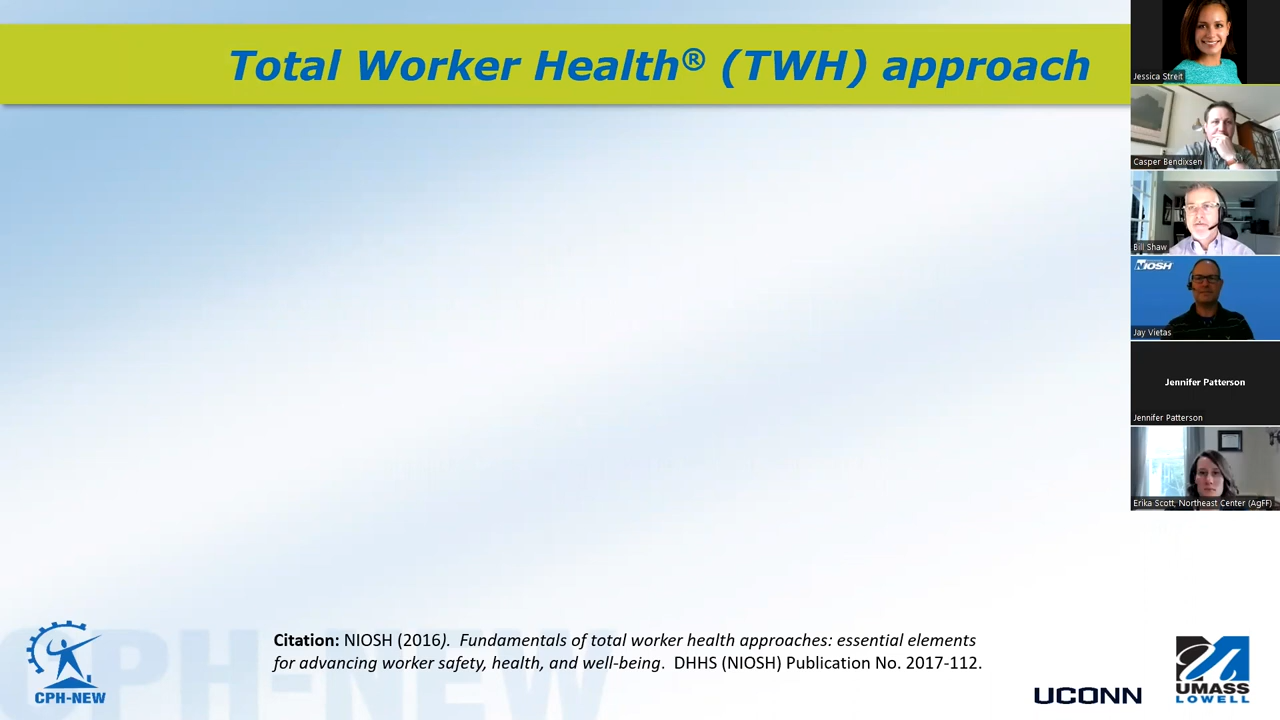 Total Worker Health® (TWH) approach
Jessica Streit
Casper Bendixsen
Bill Shaw
NIOSH
Jay Vietas
Jennifer Patterson
Jennifer Patterson
Erika Scott, Northeast Center (AgFF)
CPH-NEW
Citation: NIOSH (2016). Fundamentals of total worker health approaches: essential elements
for advancing worker safety, health, and well-being. DHHS (NIOSH) Publication No. 2017-112.
CPH-NEW
UCONN
UMASS
LOWELL